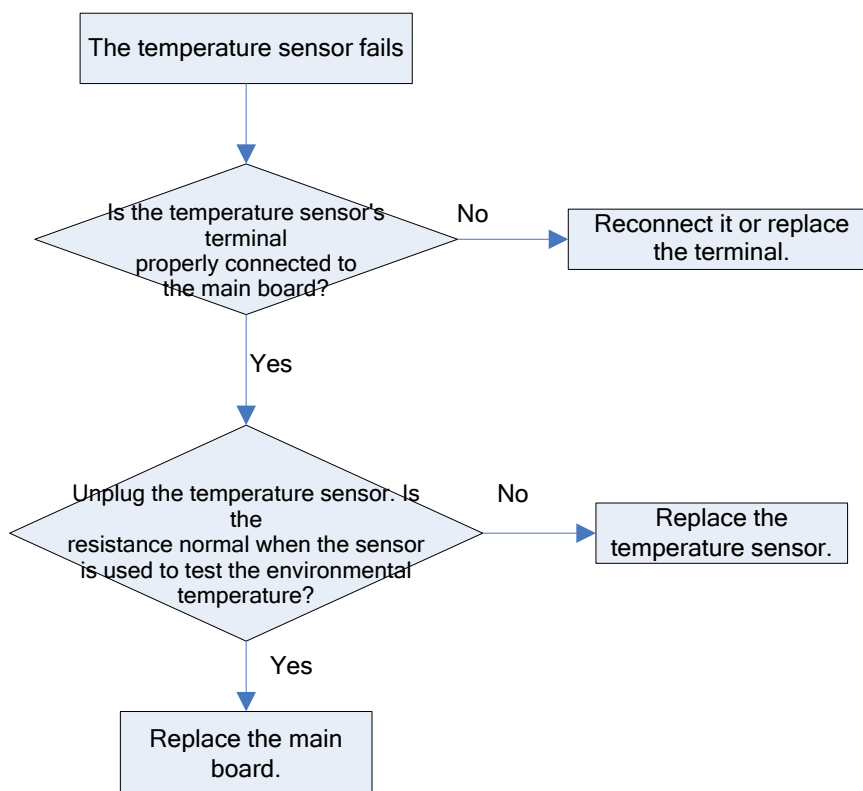 The temperature sensor fails
Is the temperature sensor's
terminal
properly connected to
the main board?
No
Reconnect it or replace
the terminal.
Yes
Unplug the temperature sensor. Is
the
resistance normal when the sensor
is used to test the environmental
temperature?
No
Replace the
temperature sensor.
Yes
Replace the main
board.